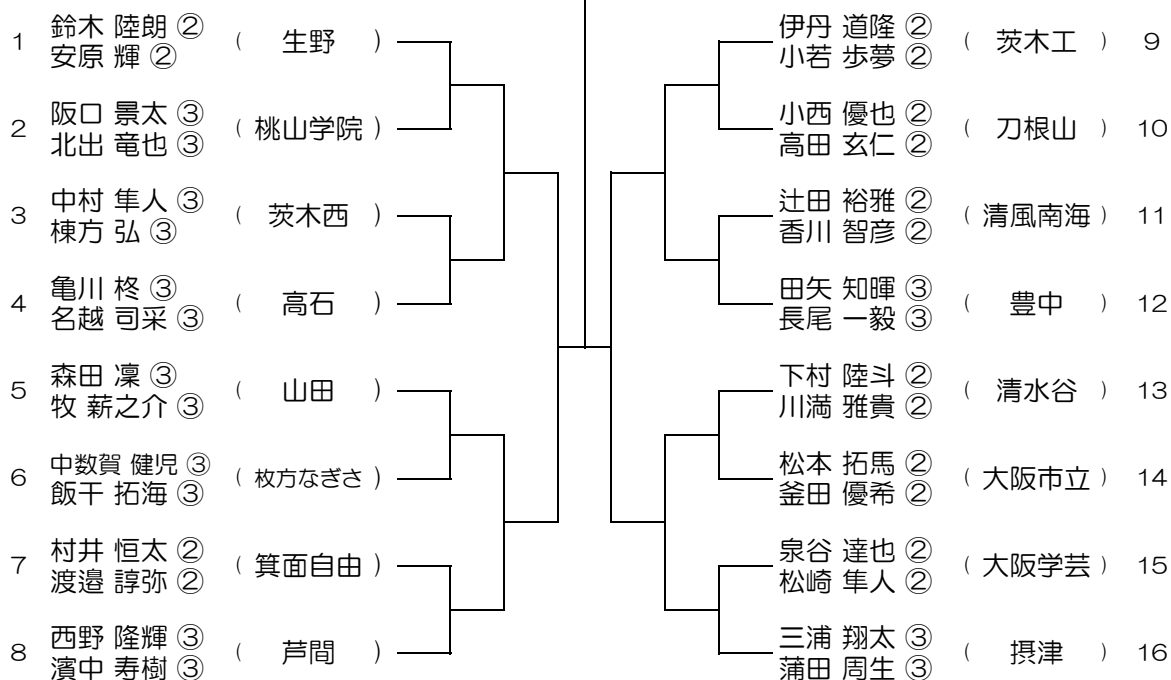 1 鈴木 陸朗 ② ( 生野 )
安原 輝 ②
2 阪口 景太 ③ ( 桃山学院 )
北出 竜也 ③
3 中村 隼人 ③ ( 茨木西 )
棟方 弘 ③
4 亀川 柊 ③ ( 高石 )
名越 司采 ③
5 森田 凜 ③ ( 山田 )
牧 薪之介 ③
6 中数賀 健児 ③ ( 枚方なぎさ )
飯干 拓海 ③
7 村井 恒太 ② ( 箕面自由 )
渡邉 諄弥 ②
8 西野 隆輝 ③ ( 芦間 )
濱中 寿樹 ③
伊丹 道隆 ② ( 茨木工 ) 9
小若 歩夢 ②
小西 優也 ② ( 刀根山 ) 10
高田 玄仁 ②
辻田 裕雅 ② ( 清風南海 ) 11
香川 智彦 ②
田矢 知暉 ③ ( 豊中 ) 12
長尾 一毅 ③
下村 陸斗 ② ( 清水谷 ) 13
川満 雅貴 ②
松本 拓馬 ② ( 大阪市立 ) 14
釜田 優希 ②
泉谷 達也 ② ( 大阪学芸 ) 15
松崎 隼人 ②
三浦 翔太 ③ ( 摂津 ) 16
蒲田 周生 ③